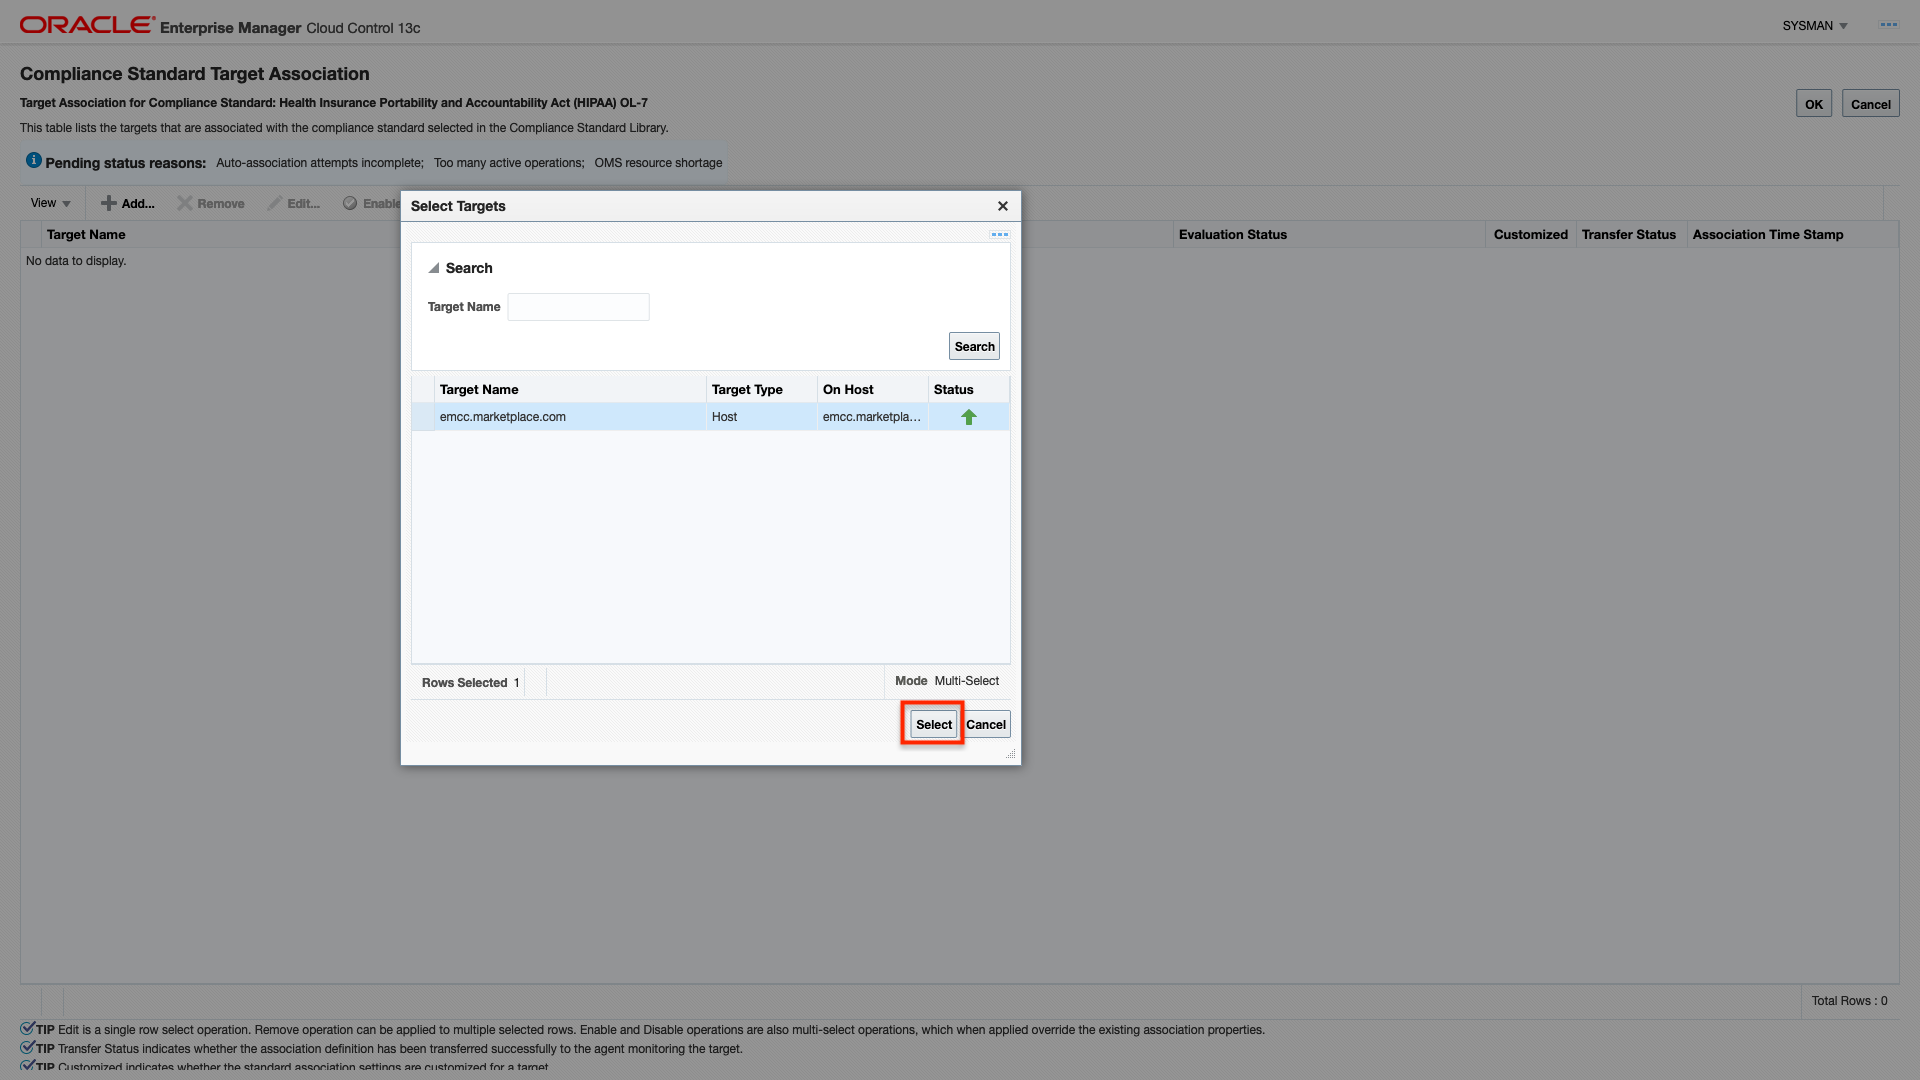 ORACLE Enterprise Manager Cloud Control 13c
SYSMAN
Compliance Standard Target Association
Target Association for Compliance Standard: Health Insurance Portability and Accountability Act (HIPAA) OL-7
OK Cancel
This table lists the targets that are associated with the compliance standard selected in the Compliance Standard Library.
Pending status reasons: Auto-association attempts incomplete; Too many active operations; OMS resource shortage
View Add... Remove Edit... Enable
Target Name Evaluation Status Customized Transfer Status Association Time Stamp
No data to display.
Select Targets
Search
Target Name
Search
Target Name Target Type On Host Status
emcc.marketplace.com Host emcc.marketpla...
Rows Selected 1 Mode Multi-Select
Select Cancel
Total Rows : 0
TIP Edit is a single row select operation. Remove operation can be applied to multiple selected rows. Enable and Disable operations are also multi-select operations, which when applied override the existing association properties.
TIP Transfer Status indicates whether the association definition has been transferred successfully to the agent monitoring the target.
TIP Customized indicates whether the standard association settings are customized for a target